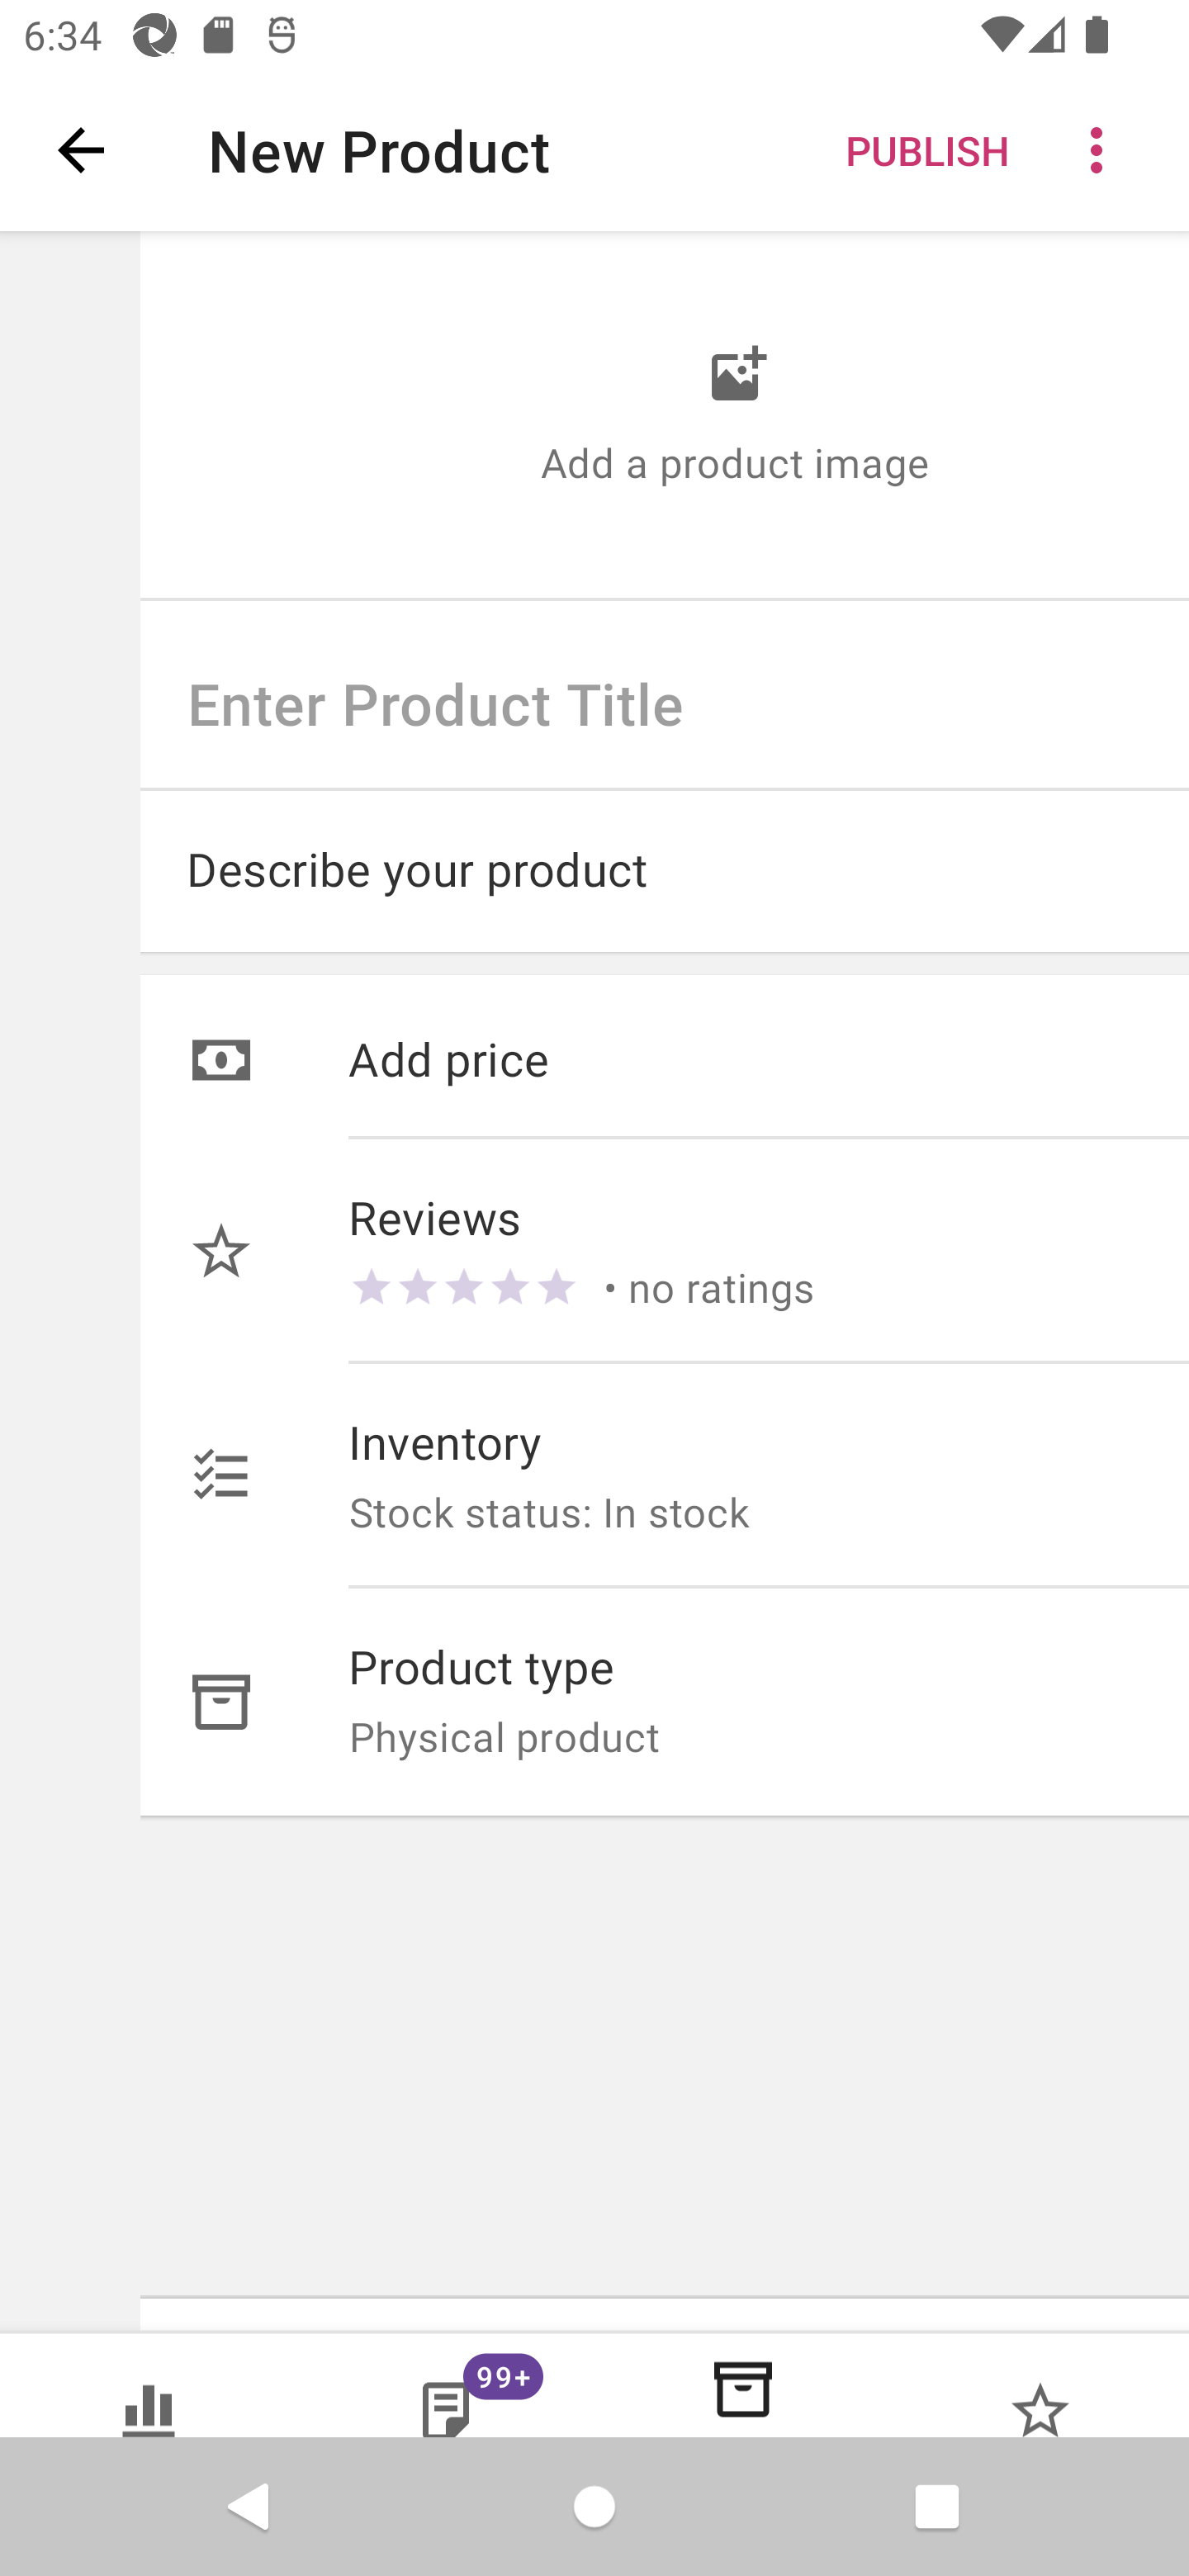 6:34
New Product
PUBLISH
Add a product image
Enter Product Title
Describe your product
Add price
Reviews
• no ratings
Inventory
Stock status: In stock
Product type
Physical product
99+